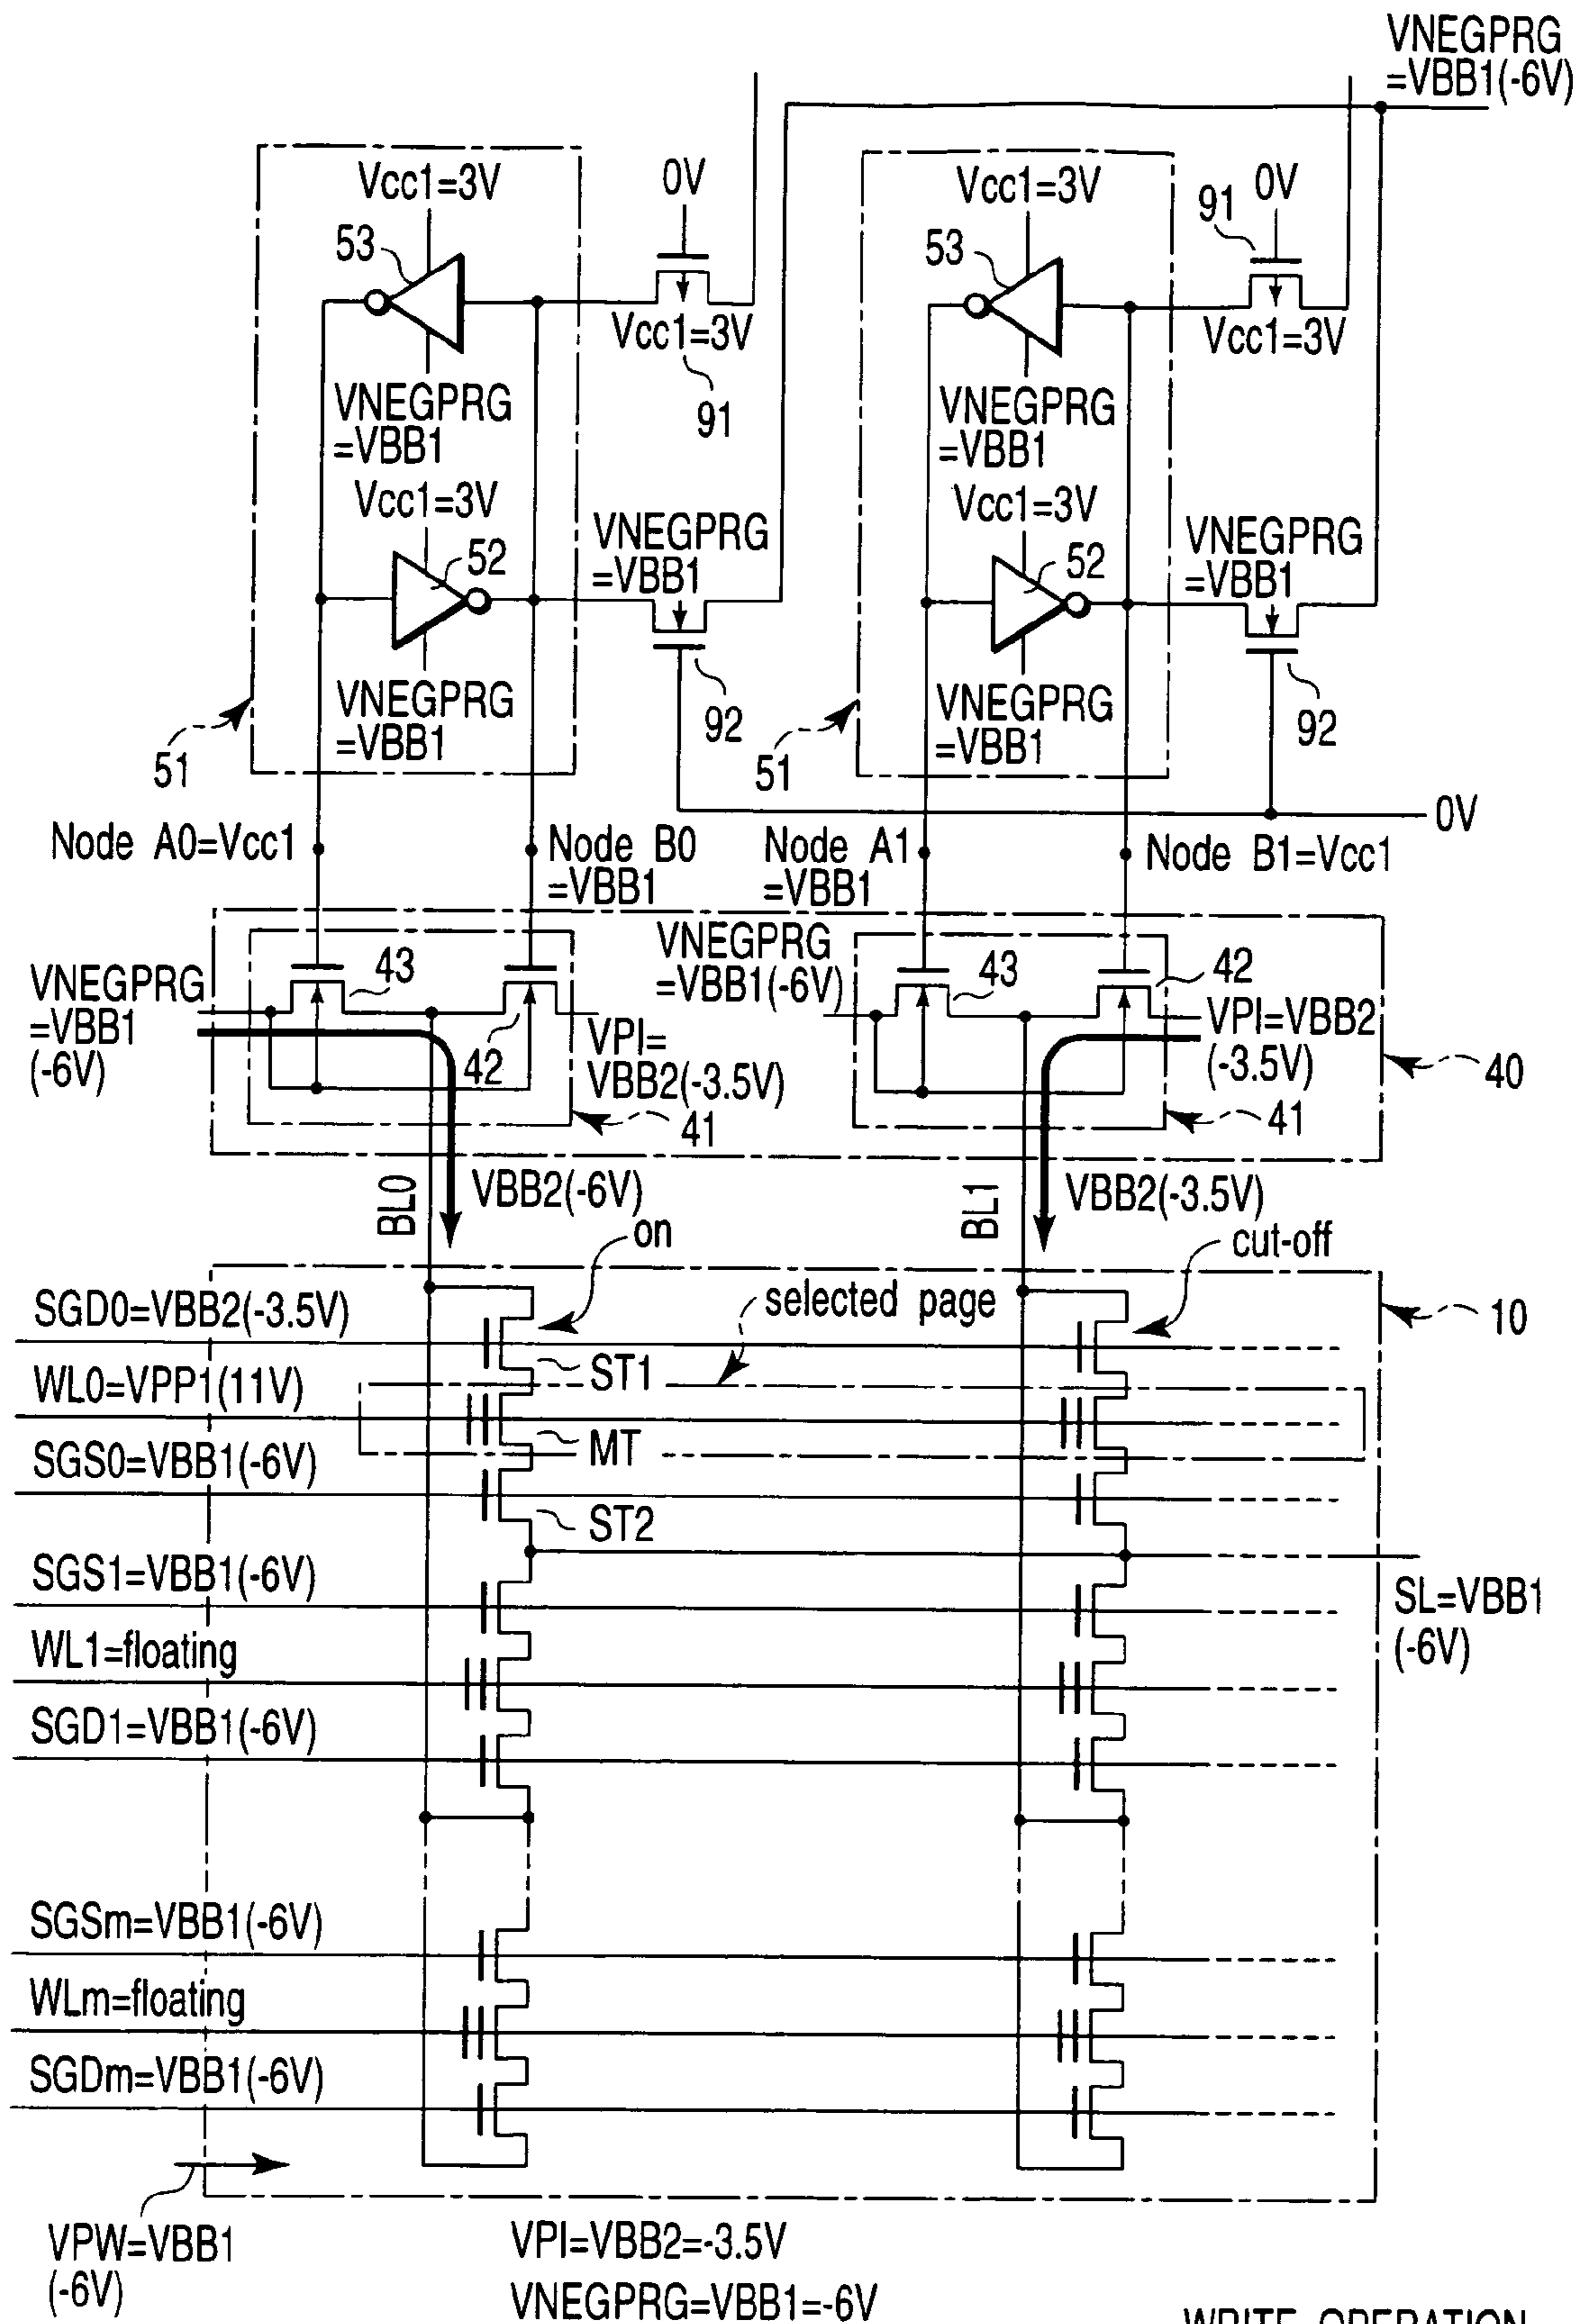 VNEGPRG
=VBB1(-6V)
Vcc1=3V
0V
Vcc1=3V
91
0V
53
53
Vcc1=3V
Vcc1=3V
VNEGPRG
=VBB1
91
VNEGPRG
=VBB1
Vcc1=3V
52
VNEGPRG
=VBB1
Vcc1=3V
52
VNEGPRG
=VBB1
VNEGPRG
=VBB1
92
VNEGPRG
=VBB1
92
51
51
0V
Node A0=Vcc1
Node B0
=VBB1
Node A1
=VBB1
Node B1=Vcc1
VNEGPRG
=VBB1
(-6V)
43
42
VPI=
VBB2(-3.5V)
VNEGPRG
=VBB1(-6V)
43
42
VPI=VBB2
(-3.5V)
40
41
41
BL0
VBB2(-6V)
BL1
VBB2(-3.5V)
on
cut-off
SGD0=VBB2(-3.5V)
selected page
10
WL0=VPP1(11V)
ST1
SGS0=VBB1(-6V)
MT
ST2
SGS1=VBB1(-6V)
SL=VBB1
(-6V)
WL1=floating
SGD1=VBB1(-6V)
SGSm=VBB1(-6V)
WLm=floating
SGDm=VBB1(-6V)
VPW=VBB1
(-6V)
VPI=VBB2=-3.5V
VNEGPRG=VBB1=-6V
WRITE OPERATION